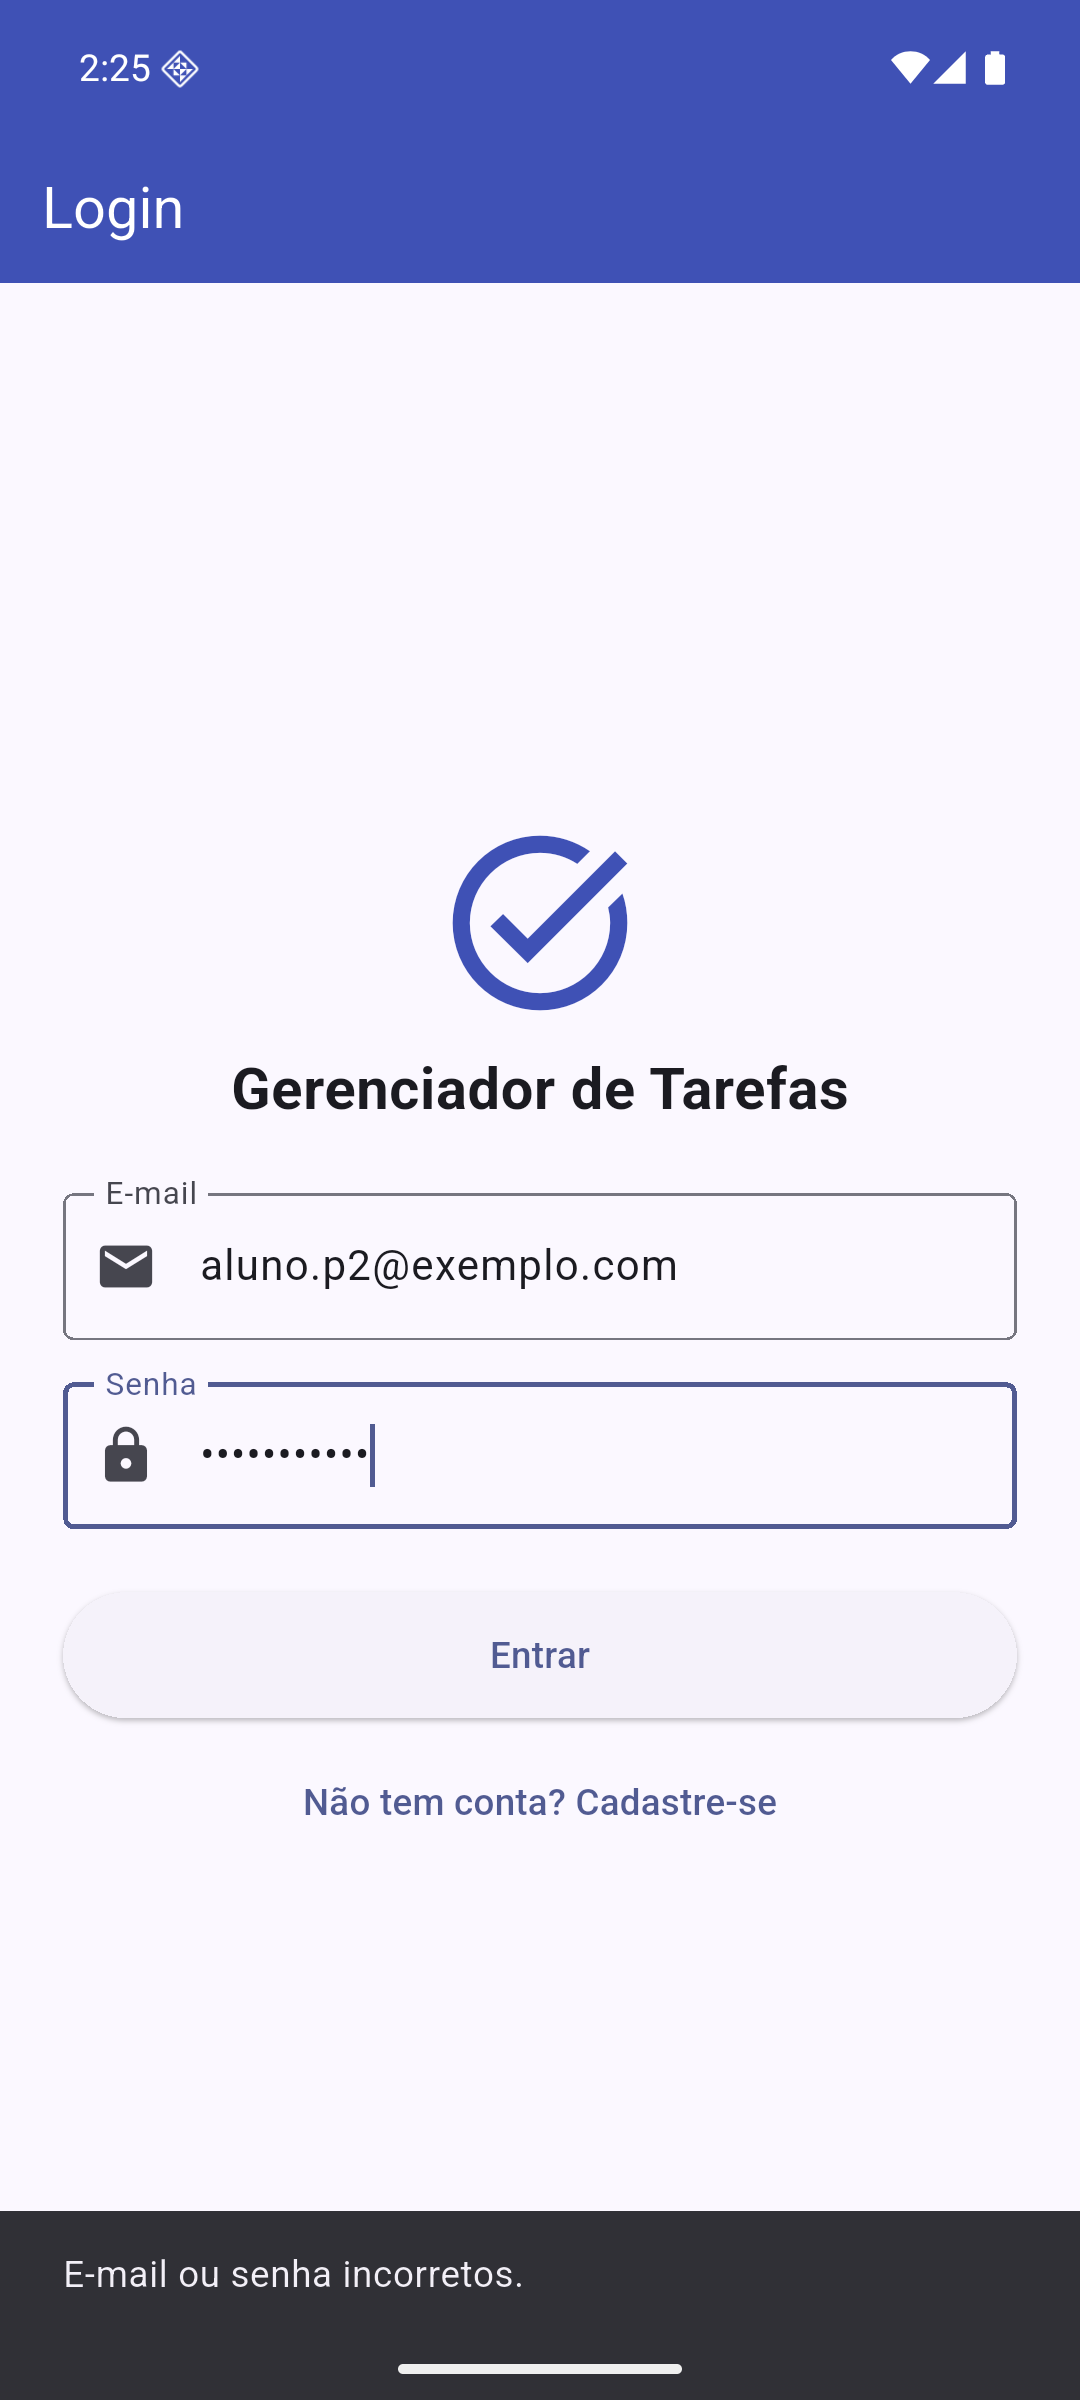 2:25
Login
Gerenciador de Tarefas
E-mail
aluno.p2@exemplo.com
Senha
•••••••••••
Entrar
Não tem conta? Cadastre-se
E-mail ou senha incorretos.